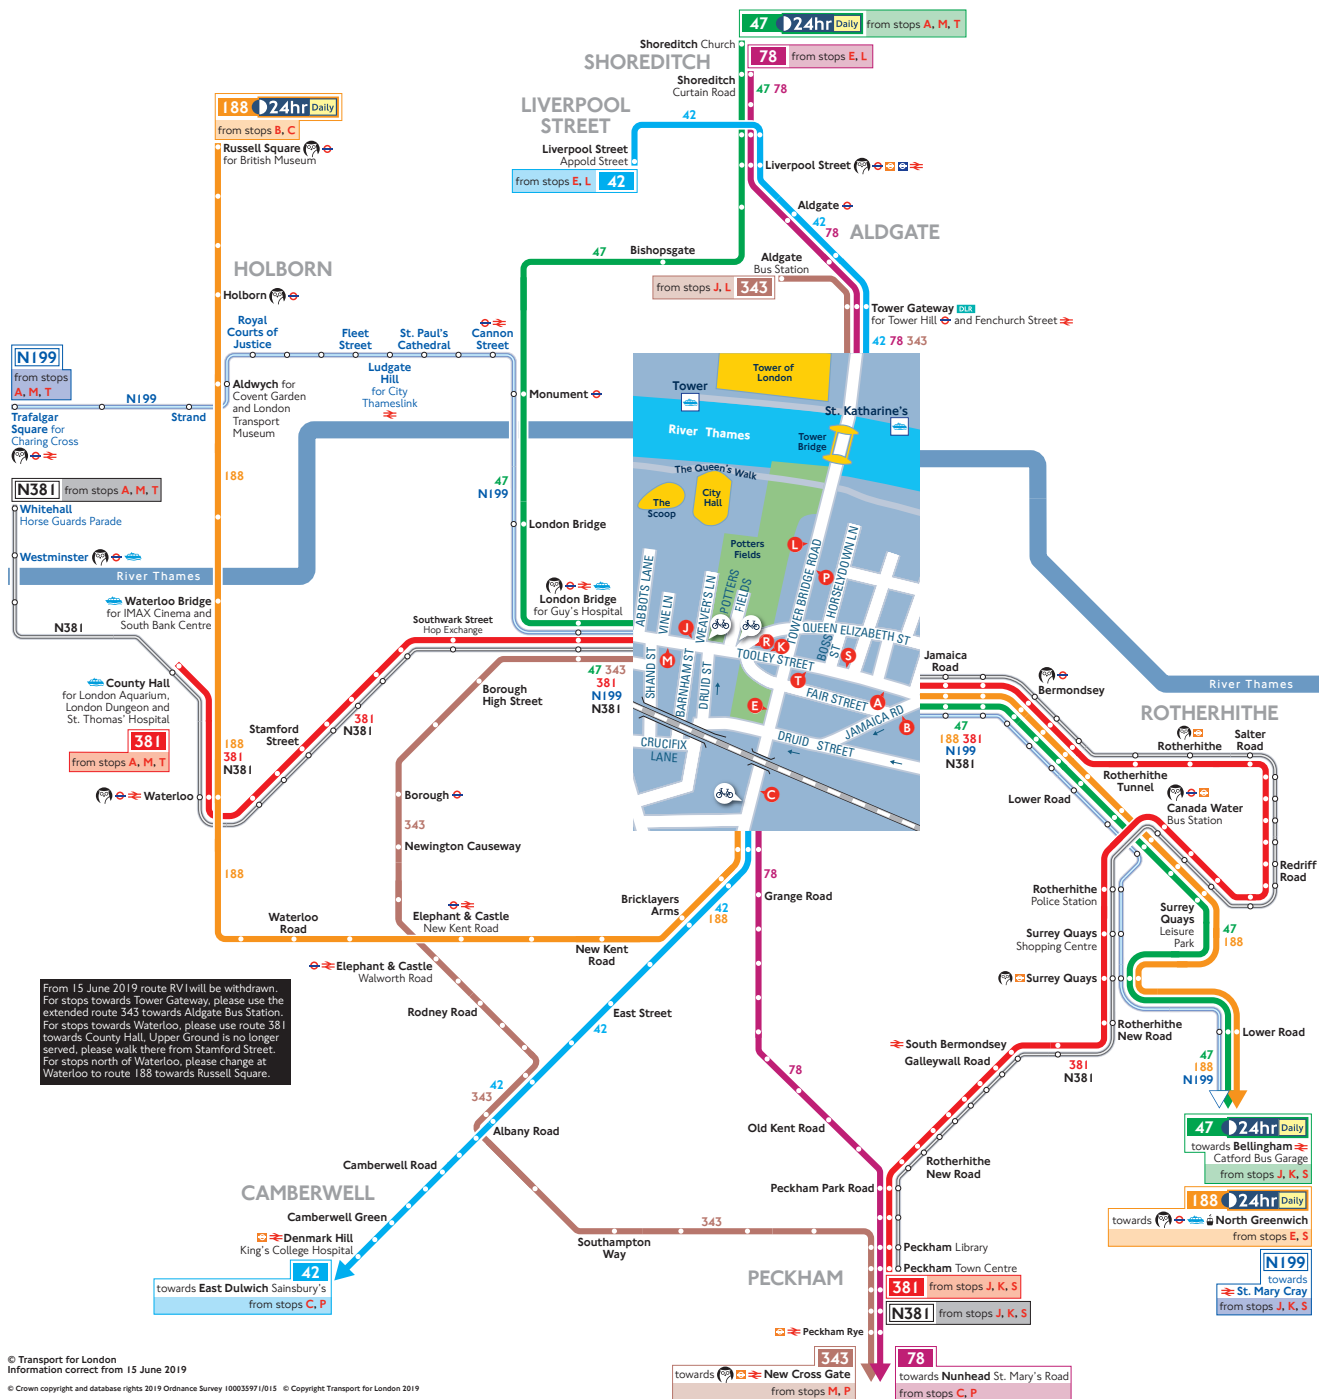 47 24hr Daily from stops A, M, T
Shoreditch Church
SHOREDITCH
78 from stops E, L
Shoreditch
Curtain Road
47 78
188 24hr Daily
from stops B, C
LIVERPOOL
STREET
42
Russell Square
for British Museum
Liverpool Street
Appold Street
from stops E, L 42
Liverpool Street
Aldgate
42
78
ALDGATE
47
Bishopsgate
Aldgate
Bus Station
from stops J, L 343
HOLBORN
Holborn
Tower Gateway DLR
for Tower Hill and Fenchurch Street
42 78 343
Royal
Courts of
Justice
Fleet
Street
St. Paul's
Cathedral
Cannon
Street
Ludgate
Hill
for City
Thameslink
N199
from stops
A, M, T
N199
Trafalgar
Square for
Charing Cross
Strand
Aldwych for
Covent Garden
and London
Transport
Museum
Monument
188
47
N199
London Bridge
N381 from stops A, M, T
Whitehall
Horse Guards Parade
Westminster
River Thames
Waterloo Bridge
for IMAX Cinema and
South Bank Centre
N381
London Bridge
for Guy's Hospital
Southwark Street
Hop Exchange
47 343
381
N199
N381
Tower of
London
Tower
St. Katharine's
River Thames
Tower
Bridge
The Queen's Walk
City
Hall
The
Scoop
Potters
Fields
L
P
ABBOTS LANE
VINE LN
WEAVER'S LN
POTTERS
FIELDS
TOWER BRIDGE ROAD
HORSELYDOWN LN
QUEEN ELIZABETH ST
BOSS
ST
J
R
K
S
M
TOOLEY STREET
T
SHAND ST
BARNHAM ST
DRUID ST
FAIR STREET
A
E
JAMAICA RD
B
CRUCIFIX
LANE
DRUID STREET
C
Jamaica
Road
Bermondsey
River Thames
ROTHERHITHE
47
188 381
N199
N381
Rotherhithe
Salter
Road
Rotherhithe
Tunnel
Lower Road
Canada Water
Bus Station
Redriff
Road
Rotherhithe
Police Station
Surrey Quays
Shopping Centre
Surrey
Quays
Leisure
Park
47
188
Surrey Quays
Rotherhithe
New Road
Lower Road
South Bermondsey
Galleywall Road
381
N381
47
188
N199
County Hall
for London Aquarium,
London Dungeon and
St. Thomas' Hospital
381
from stops A, M, T
Stamford
Street
381
N381
188
381
N381
Waterloo
Borough
High Street
Borough
343
Newington Causeway
188
Waterloo
Road
Elephant & Castle
New Kent Road
Elephant & Castle
Walworth Road
New Kent
Road
Bricklayers
Arms
42
188
78
Grange Road
Rodney Road
East Street
42
From 15 June 2019 route RV1 will be withdrawn.
For stops towards Tower Gateway, please use the
extended route 343 towards Aldgate Bus Station.
For stops towards Waterloo, please use route 381
towards County Hall, Upper Ground is no longer
served, please walk there from Stamford Street.
For stops north of Waterloo, please change at
Waterloo to route 188 towards Russell Square.
42
343
Albany Road
78
Old Kent Road
Camberwell Road
CAMBERWELL
Camberwell Green
Denmark Hill
King's College Hospital
42
towards East Dulwich Sainsbury's
from stops C, P
343
Southampton
Way
Peckham Park Road
Rotherhithe
New Road
Peckham Library
Peckham Town Centre
PECKHAM
381 from stops J, K, S
N381 from stops J, K, S
Peckham Rye
343
towards New Cross Gate
from stops M, P
78
towards Nunhead St. Mary's Road
from stops C, P
47 24hr Daily
towards Bellingham
Catford Bus Garage
from stops J, K, S
188 24hr Daily
towards North Greenwich
from stops E, S
N199
towards
St. Mary Cray
from stops J, K, S
© Transport for London
Information correct from 15 June 2019
© Crown copyright and database rights 2019 Ordnance Survey 100035971/015 © Copyright Transport for London 2019